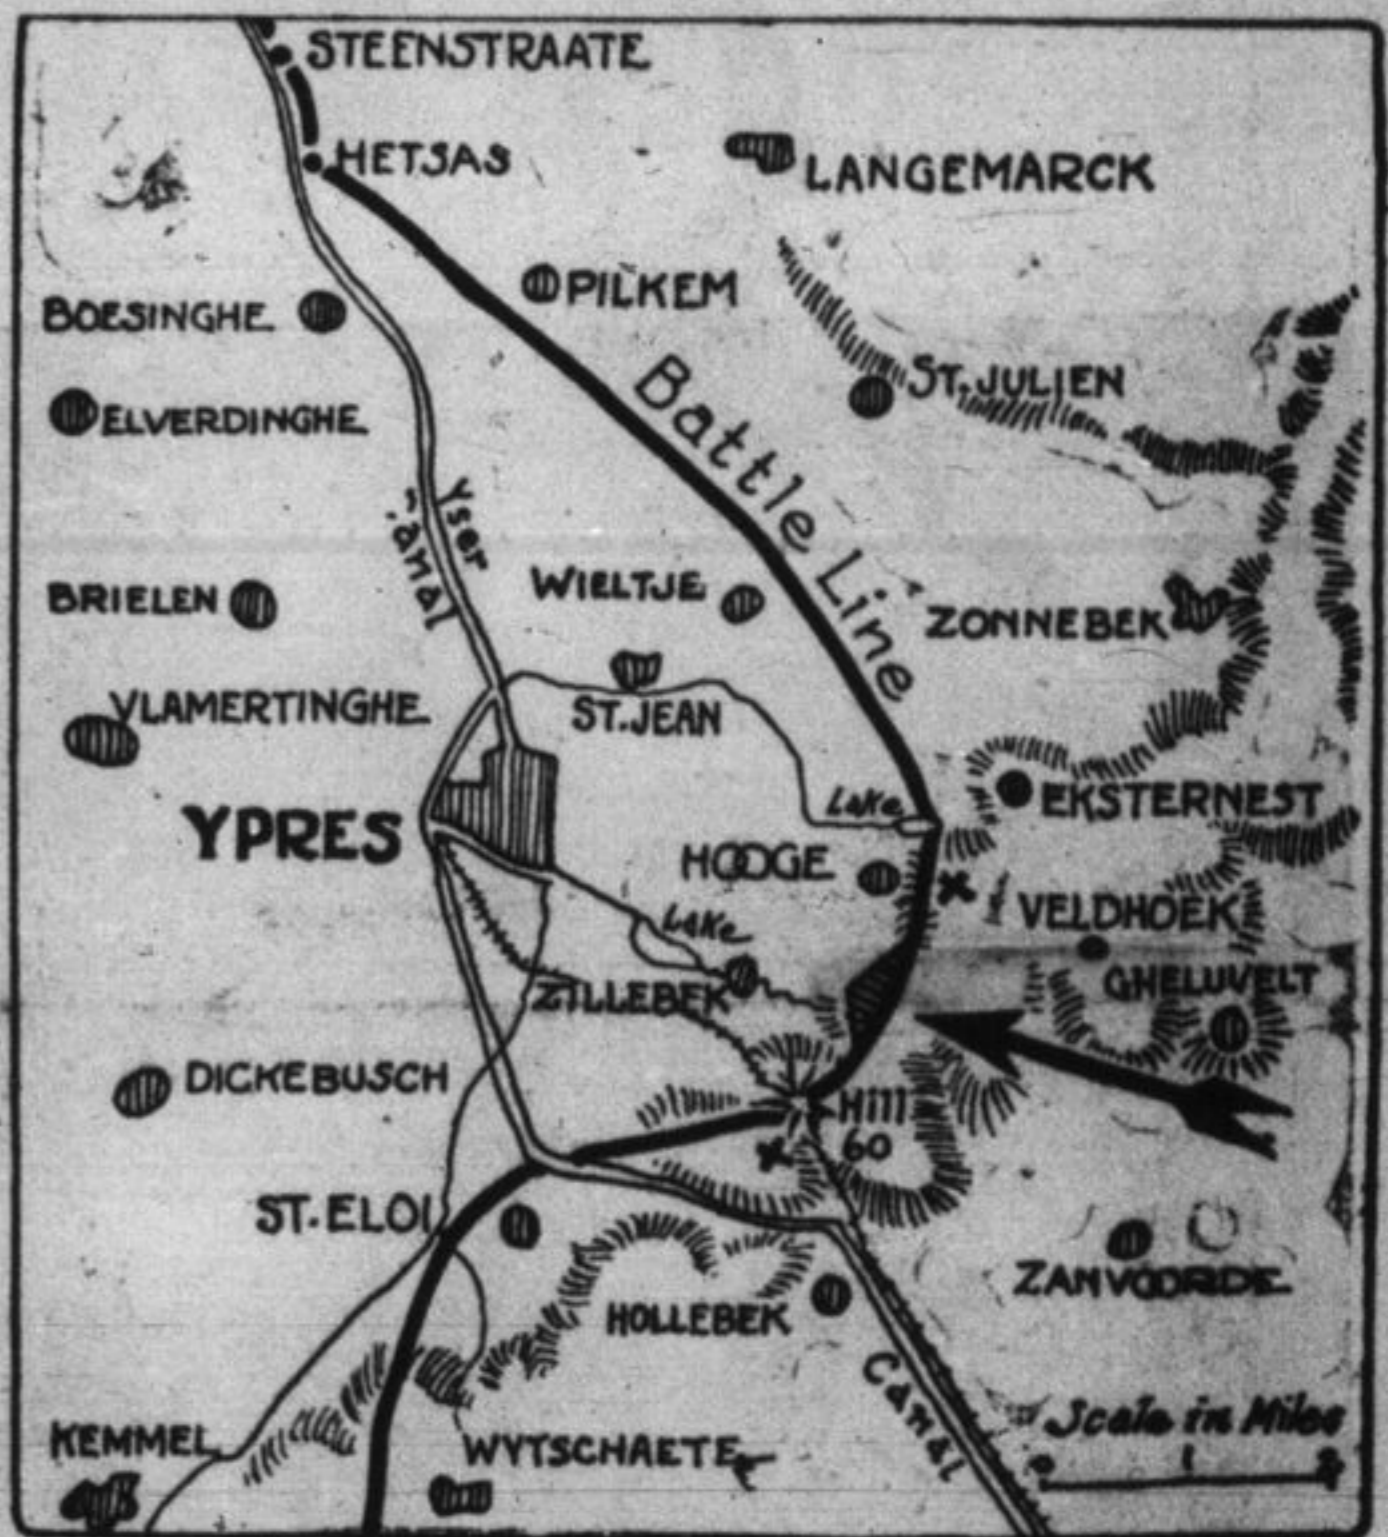 STEENSTRAATE
HETSAS
LANGEMARCK
PILKEM
BOESINGHE
ST. JULIEN
ELVERDINGHE
Battle Line
Yser
BRIELEN
WIELTJE
ZONNEBEK
VLAMERTINGHE
ST. JEAN
Lake
EKSTERNEST
YPRES
HOOGE
VELDHOEK
Lake
GHELUVELT
ZILLEBEK
DICKEBUSCH
Hill
60
ST. ELOI
ZANVOORDE
HOLLEBEK
Canal
KEMMEL
WYTSCHAETE
Scale in Miles
1